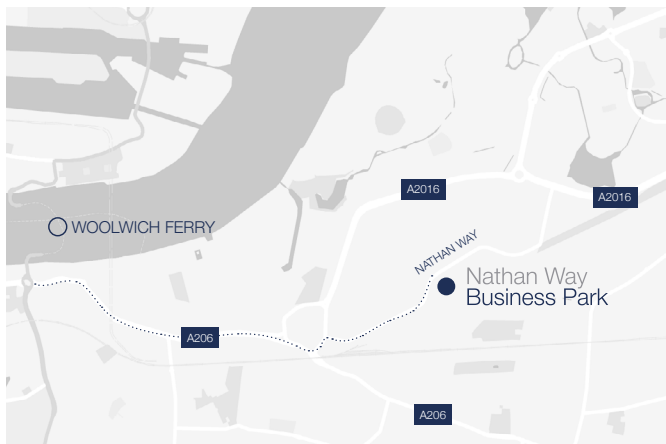 A2016
A2016
WOOLWICH FERRY
NATHAN WAY
Nathan Way
Business Park
A206
A206